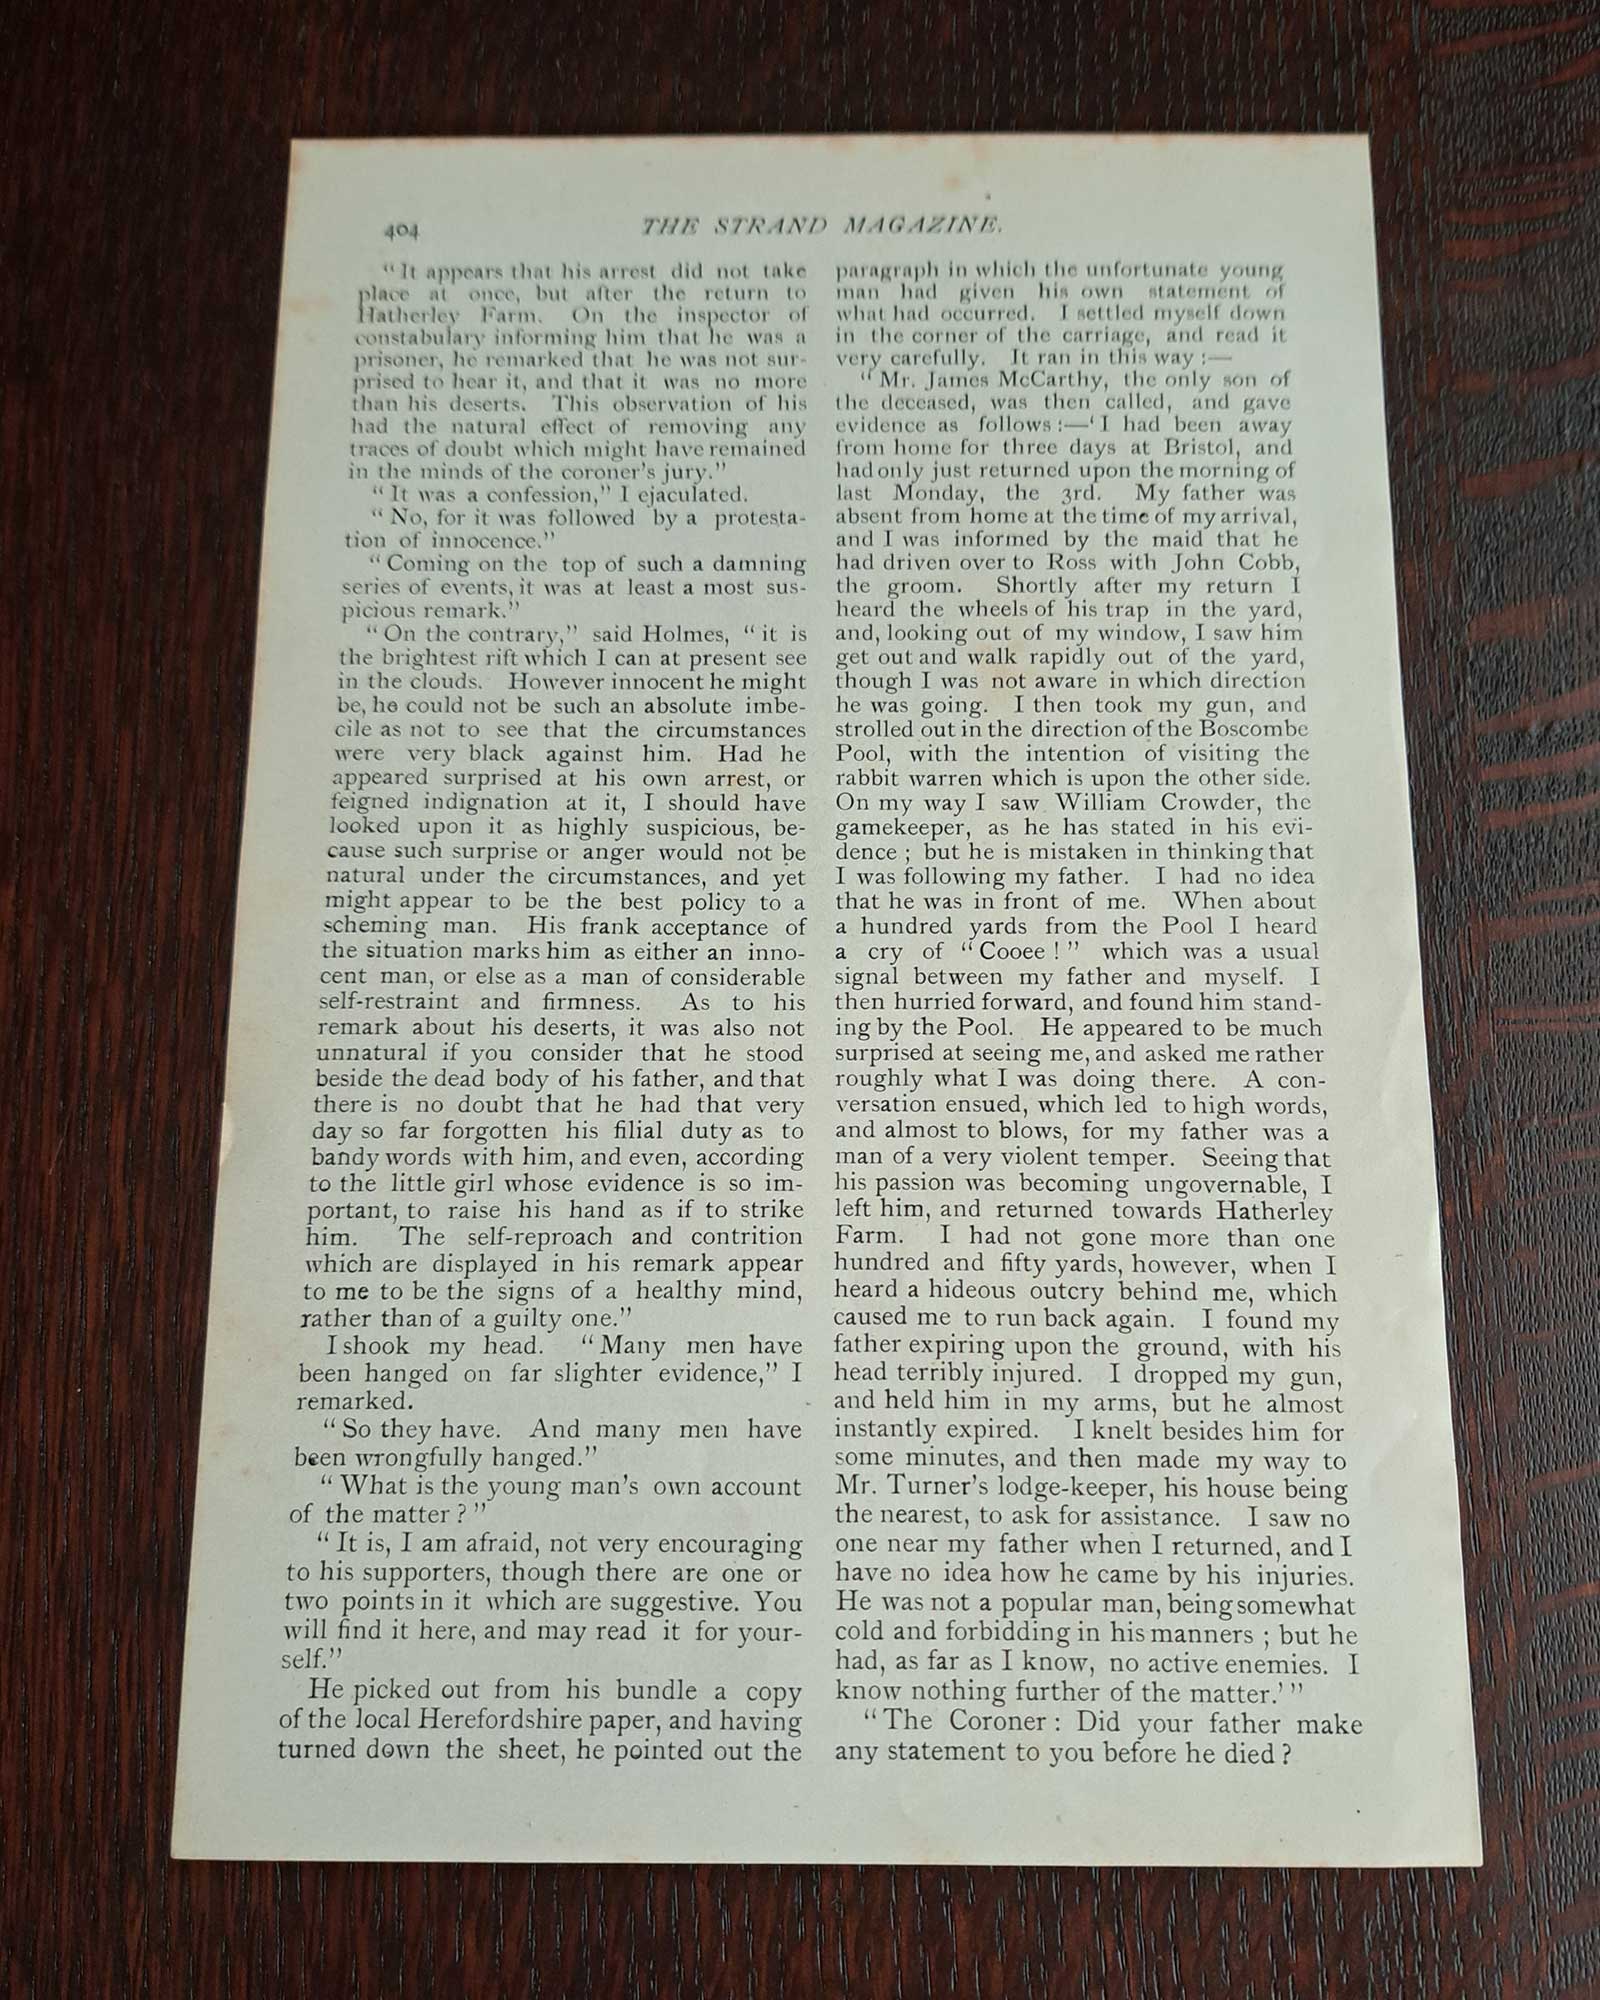 404
THE STRAND MAGAZINE.
“It appears that his arrest did not take
place at once, but after the return to
Hatherley Farm. On the inspector of
constabulary informing him that he was a
prisoner, he remarked that he was not sur-
prised to hear it, and that it was no more
than his deserts. This observation of his
had the natural effect of removing any
traces of doubt which might have remained
in the minds of the coroner’s jury.”
“It was a confession,” I ejaculated.
“No, for it was followed by a protesta-
tion of innocence.”
“Coming on the top of such a damning
series of events, it was at least a most sus-
picious remark.”
“On the contrary,” said Holmes, “it is
the brightest rift which I can at present see
in the clouds. However innocent he might
be, he could not be such an absolute imbe-
cile as not to see that the circumstances
were very black against him. Had he
appeared surprised at his own arrest, or
feigned indignation at it, I should have
looked upon it as highly suspicious, be-
cause such surprise or anger would not be
natural under the circumstances, and yet
might appear to be the best policy to a
scheming man. His frank acceptance of
the situation marks him as either an inno-
cent man, or else as a man of considerable
self-restraint and firmness. As to his
remark about his deserts, it was also not
unnatural if you consider that he stood
beside the dead body of his father, and that
there is no doubt that he had that very
day so far forgotten his filial duty as to
bandy words with him, and even, according
to the little girl whose evidence is so im-
portant, to raise his hand as if to strike
him. The self-reproach and contrition
which are displayed in his remark appear
to me to be the signs of a healthy mind,
rather than of a guilty one.”
I shook my head. “Many men have
been hanged on far slighter evidence,” I
remarked.
“So they have. And many men have
been wrongfully hanged.”
“What is the young man’s own account
of the matter?”
“It is, I am afraid, not very encouraging
to his supporters, though there are one or
two points in it which are suggestive. You
will find it here, and may read it for your-
self.”
He picked out from his bundle a copy
of the local Herefordshire paper, and having
turned down the sheet, he pointed out the
paragraph in which the unfortunate young
man had given his own statement of
what had occurred. I settled myself down
in the corner of the carriage, and read it
very carefully. It ran in this way:—
“Mr. James McCarthy, the only son of
the deceased, was then called, and gave
evidence as follows:—‘I had been away
from home for three days at Bristol, and
had only just returned upon the morning of
last Monday, the 3rd. My father was
absent from home at the time of my arrival,
and I was informed by the maid that he
had driven over to Ross with John Cobb,
the groom. Shortly after my return I
heard the wheels of his trap in the yard,
and, looking out of my window, I saw him
get out and walk rapidly out of the yard,
though I was not aware in which direction
he was going. I then took my gun, and
strolled out in the direction of the Boscombe
Pool, with the intention of visiting the
rabbit warren which is upon the other side.
On my way I saw William Crowder, the
gamekeeper, as he has stated in his evi-
dence; but he is mistaken in thinking that
I was following my father. I had no idea
that he was in front of me. When about
a hundred yards from the Pool I heard
a cry of “Cooee!” which was a usual
signal between my father and myself. I
then hurried forward, and found him stand-
ing by the Pool. He appeared to be much
surprised at seeing me, and asked me rather
roughly what I was doing there. A con-
versation ensued, which led to high words,
and almost to blows, for my father was a
man of a very violent temper. Seeing that
his passion was becoming ungovernable, I
left him, and returned towards Hatherley
Farm. I had not gone more than one
hundred and fifty yards, however, when I
heard a hideous outcry behind me, which
caused me to run back again. I found my
father expiring upon the ground, with his
head terribly injured. I dropped my gun,
and held him in my arms, but he almost
instantly expired. I knelt besides him for
some minutes, and then made my way to
Mr. Turner’s lodge-keeper, his house being
the nearest, to ask for assistance. I saw no
one near my father when I returned, and I
have no idea how he came by his injuries.
He was not a popular man, being somewhat
cold and forbidding in his manners; but he
had, as far as I know, no active enemies. I
know nothing further of the matter.’”
“The Coroner: Did your father make
any statement to you before he died?